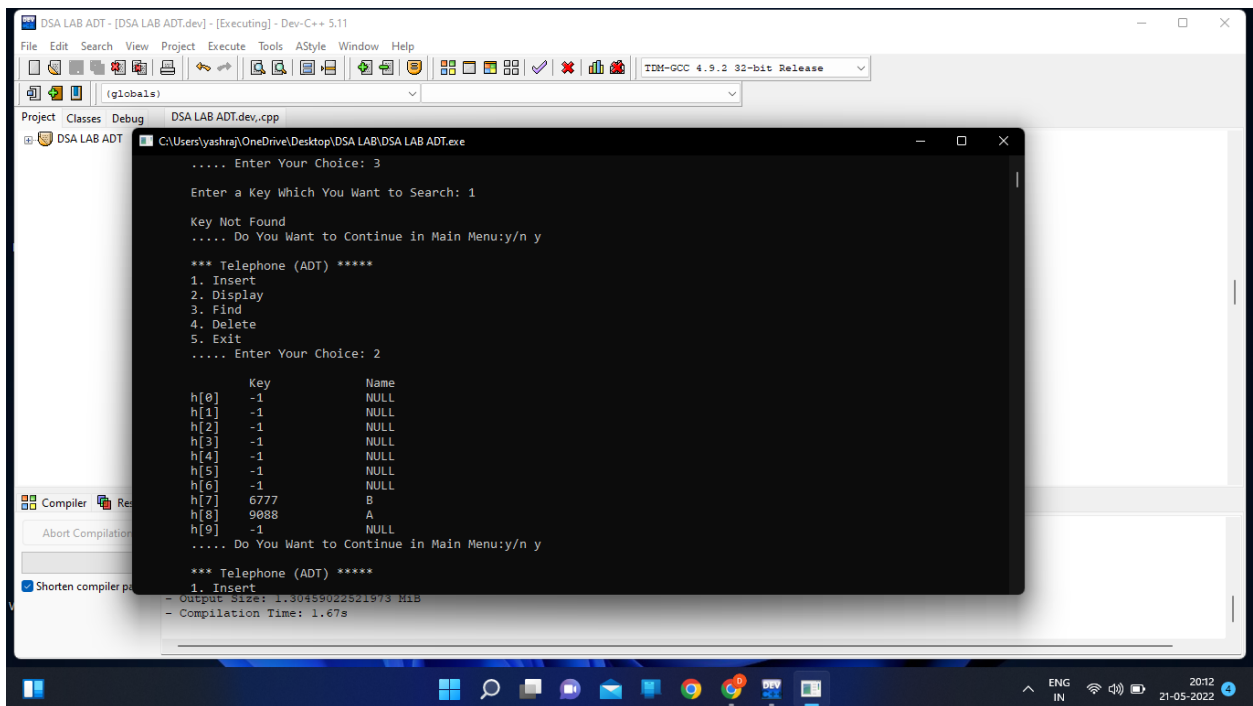 DSA LAB ADT - [DSA LAB ADT.dev] - [Executing] - Dev-C++ 5.11
File Edit Search View Project Execute Tools AStyle Window Help
TDM-GCC 4.9.2 32-bit Release
(globals)
Project Classes Debug DSA LAB ADT.dev,.cpp
DSA LAB ADT
C:\Users\yashraj\OneDrive\Desktop\DSA LAB\DSA LAB ADT.exe
..... Enter Your Choice: 3
Enter a Key Which You Want to Search: 1
Key Not Found
..... Do You Want to Continue in Main Menu:y/n y
*** Telephone (ADT) *****
1. Insert
2. Display
3. Find
4. Delete
5. Exit
..... Enter Your Choice: 2
Key Name
h[0] -1 NULL
h[1] -1 NULL
h[2] -1 NULL
h[3] -1 NULL
h[4] -1 NULL
h[5] -1 NULL
h[6] -1 NULL
h[7] 6777 B
h[8] 9088 A
h[9] -1 NULL
..... Do You Want to Continue in Main Menu:y/n y
*** Telephone (ADT) *****
1. Insert
Compiler Re
Abort Compilation
Shorten compiler pa
- Output Size: 1.30459022521973 MiB
- Compilation Time: 1.67s
DEV
ENG
IN
20:12
21-05-2022
4